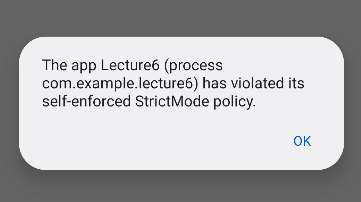 The app Lecture6 (process
com.example.lecture6) has violated its
self-enforced StrictMode policy.
OK